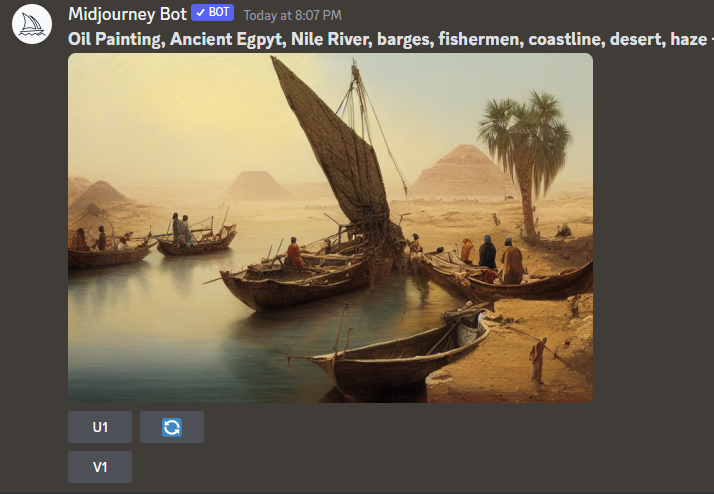 Midjourney Bot ✓ BOT Today at 8:07 PM
Oil Painting, Ancient Egpyt, Nile River, barges, fishermen, coastline, desert, haze -
U1
V1